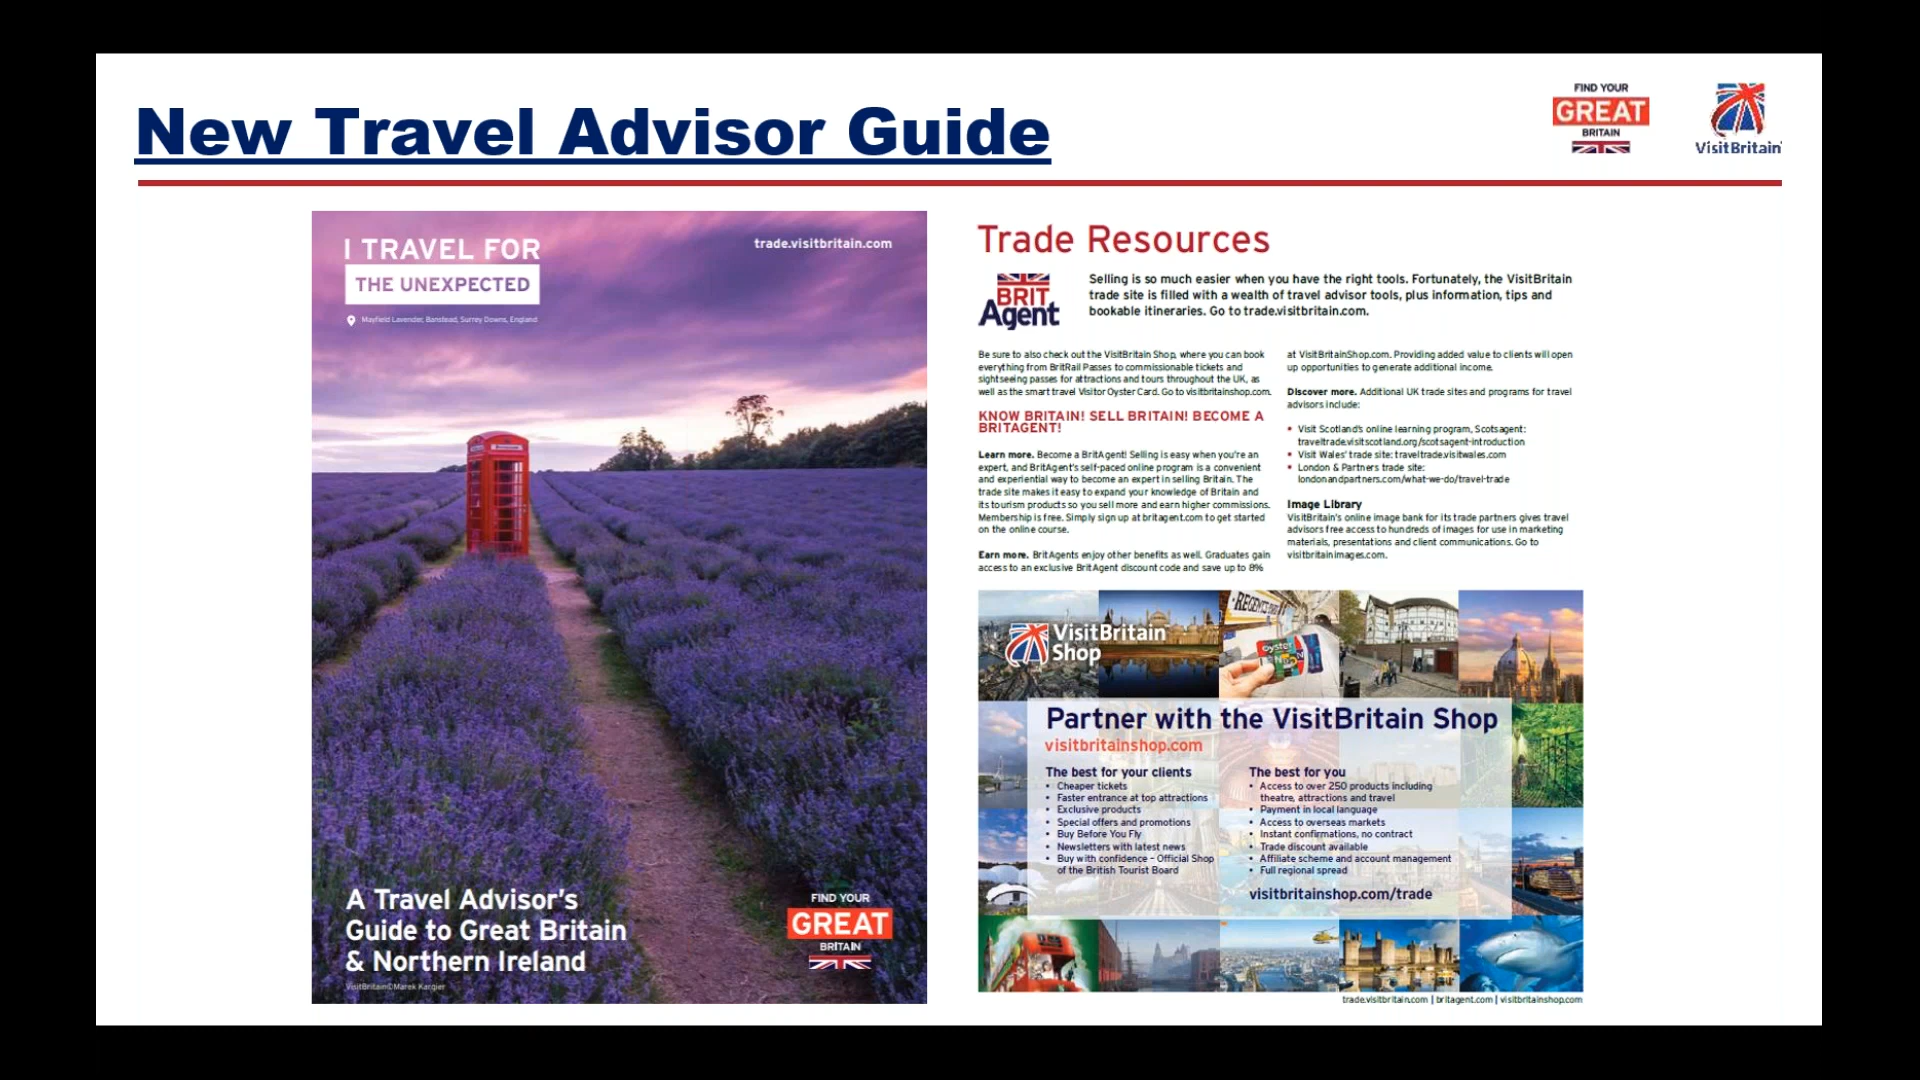 New Travel Advisor Guide
FIND YOUR
GREAT
BRITAIN
VisitBritain
I TRAVEL FOR
THE UNEXPECTED
Mayfield Lavender, Banstead, Surrey Downs, England
trade.visitbritain.com
A Travel Advisor's
Guide to Great Britain
& Northern Ireland
VisitBritain©Marek Kargier
FIND YOUR
GREAT
BRITAIN
Trade Resources
BRIT
Agent
Selling is so much easier when you have the right tools. Fortunately, the VisitBritain
trade site is filled with a wealth of travel advisor tools, plus information, tips and
bookable itineraries. Go to trade.visitbritain.com.
Be sure to also check out the VisitBritain Shop, where you can book
everything from BritRail Passes to commissionable tickets and
sightseeing passes for attractions and tours throughout the UK, as
well as the smart travel Visitor Oyster Card. Go to visitbritainshop.com.
KNOW BRITAIN! SELL BRITAIN! BECOME A
BRITAGENT!
Learn more. Become a BritAgent! Selling is easy when you're an
expert, and BritAgent's self-paced online program is a convenient
and experiential way to become an expert in selling Britain. The
trade site makes it easy to expand your knowledge of Britain and
its tourism products so you sell more and earn higher commissions.
Membership is free. Simply sign up at britagent.com to get started
on the online course.
Earn more. BritAgents enjoy other benefits as well. Graduates gain
access to an exclusive BritAgent discount code and save up to 8%
at VisitBritainShop.com. Providing added value to clients will open
up opportunities to generate additional income.
Discover more. Additional UK trade sites and programs for travel
advisors include:
• Visit Scotland's online learning program, Scotsagent:
traveltrade.visitscotland.org/scotsagent-introduction
• Visit Wales' trade site: traveltrade.visitwales.com
• London & Partners trade site:
londonandpartners.com/what-we-do/travel-trade
Image Library
VisitBritain's online image bank for its trade partners gives travel
advisors free access to hundreds of images for use in marketing
materials, presentations and client communications. Go to
visitbritainimages.com.
VisitBritain
Shop
REGENTS
oyster
Partner with the VisitBritain Shop
visitbritainshop.com
The best for your clients
• Cheaper tickets
• Faster entrance at top attractions
• Exclusive products
• Special offers and promotions
• Buy Before You Fly
• Newsletters with latest news
• Buy with confidence – Official Shop
of the British Tourist Board
The best for you
• Access to over 250 products including
theatre, attractions and travel
• Payment in local language
• Access to overseas markets
• Instant confirmations, no contract
• Trade discount available
• Affiliate scheme and account management
• Full regional spread
visitbritainshop.com/trade
trade.visitbritain.com | britagent.com | visitbritainshop.com